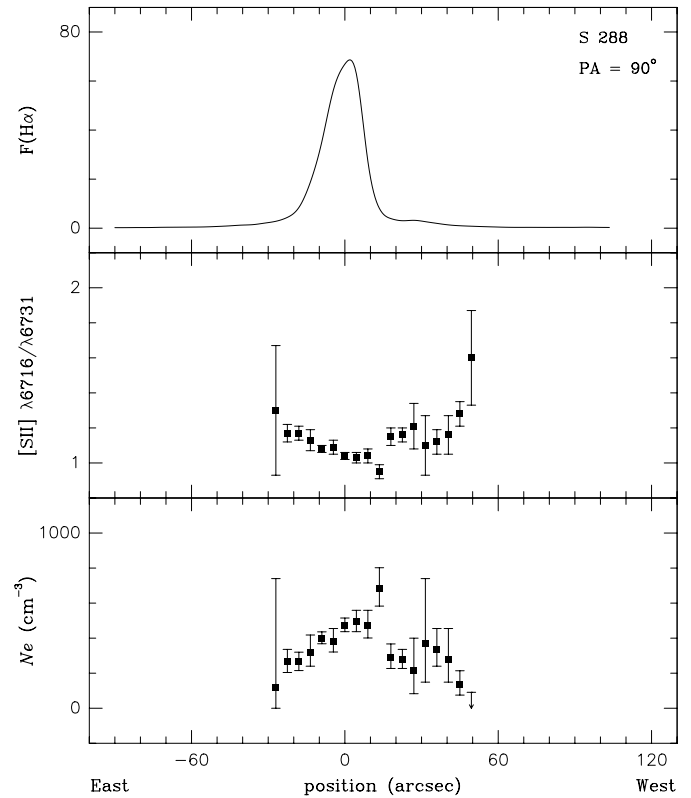 80
S 288
PA = 90°
F(Hα)
0
2
[SII] λ6716/λ6731
1
1000
Ne (cm⁻³)
0
−60 0 60 120
East position (arcsec) West